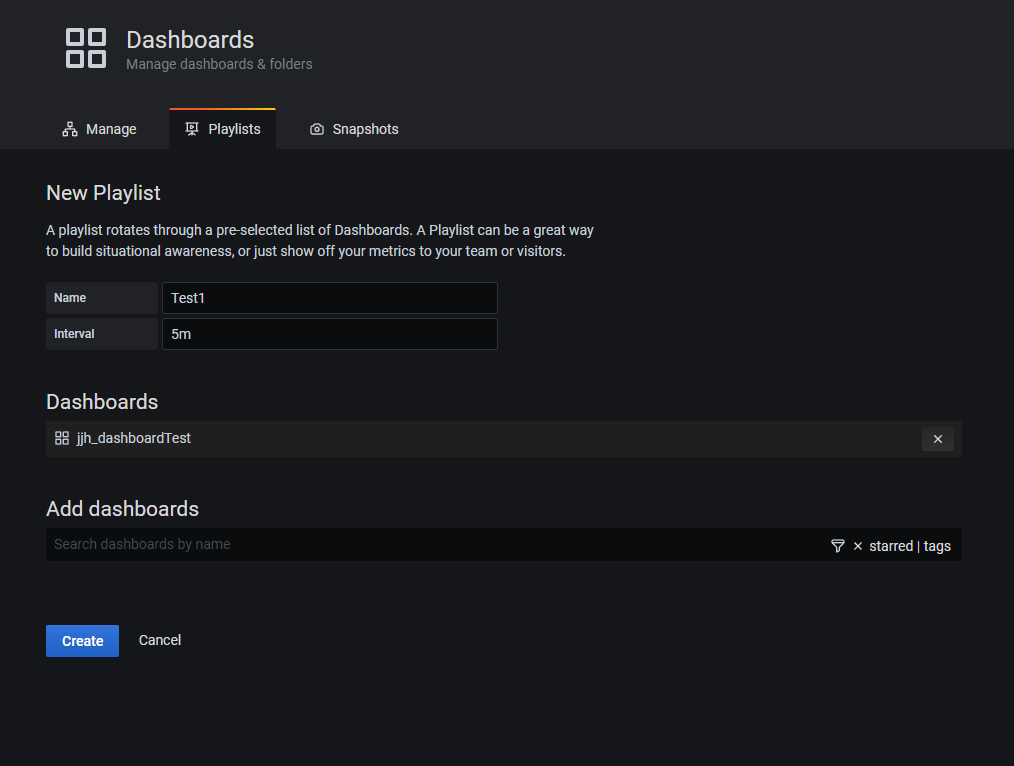 Dashboards
Manage dashboards & folders
Manage
Playlists
Snapshots
New Playlist
A playlist rotates through a pre-selected list of Dashboards. A Playlist can be a great way
to build situational awareness, or just show off your metrics to your team or visitors.
Name
Test1
Interval
5m
Dashboards
jjh_dashboardTest
Add dashboards
Search dashboards by name
starred | tags
Create
Cancel